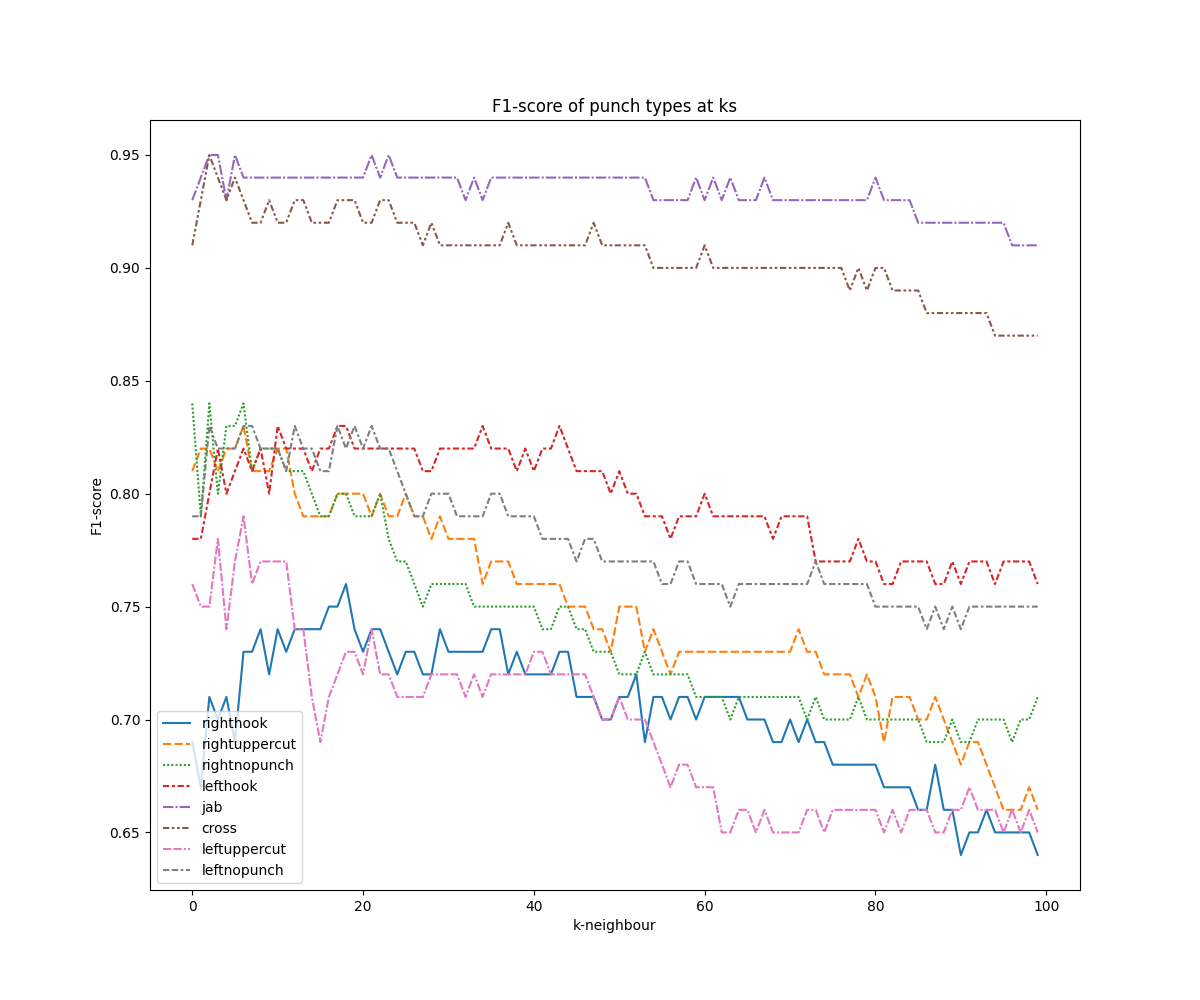 F1-score of punch types at ks
0.95
0.90
0.85
0.80
0.75
0.70
0.65
F1-score
righthook
rightuppercut
rightnopunch
lefthook
jab
cross
leftuppercut
leftnopunch
0 20 40 60 80 100
k-neighbour